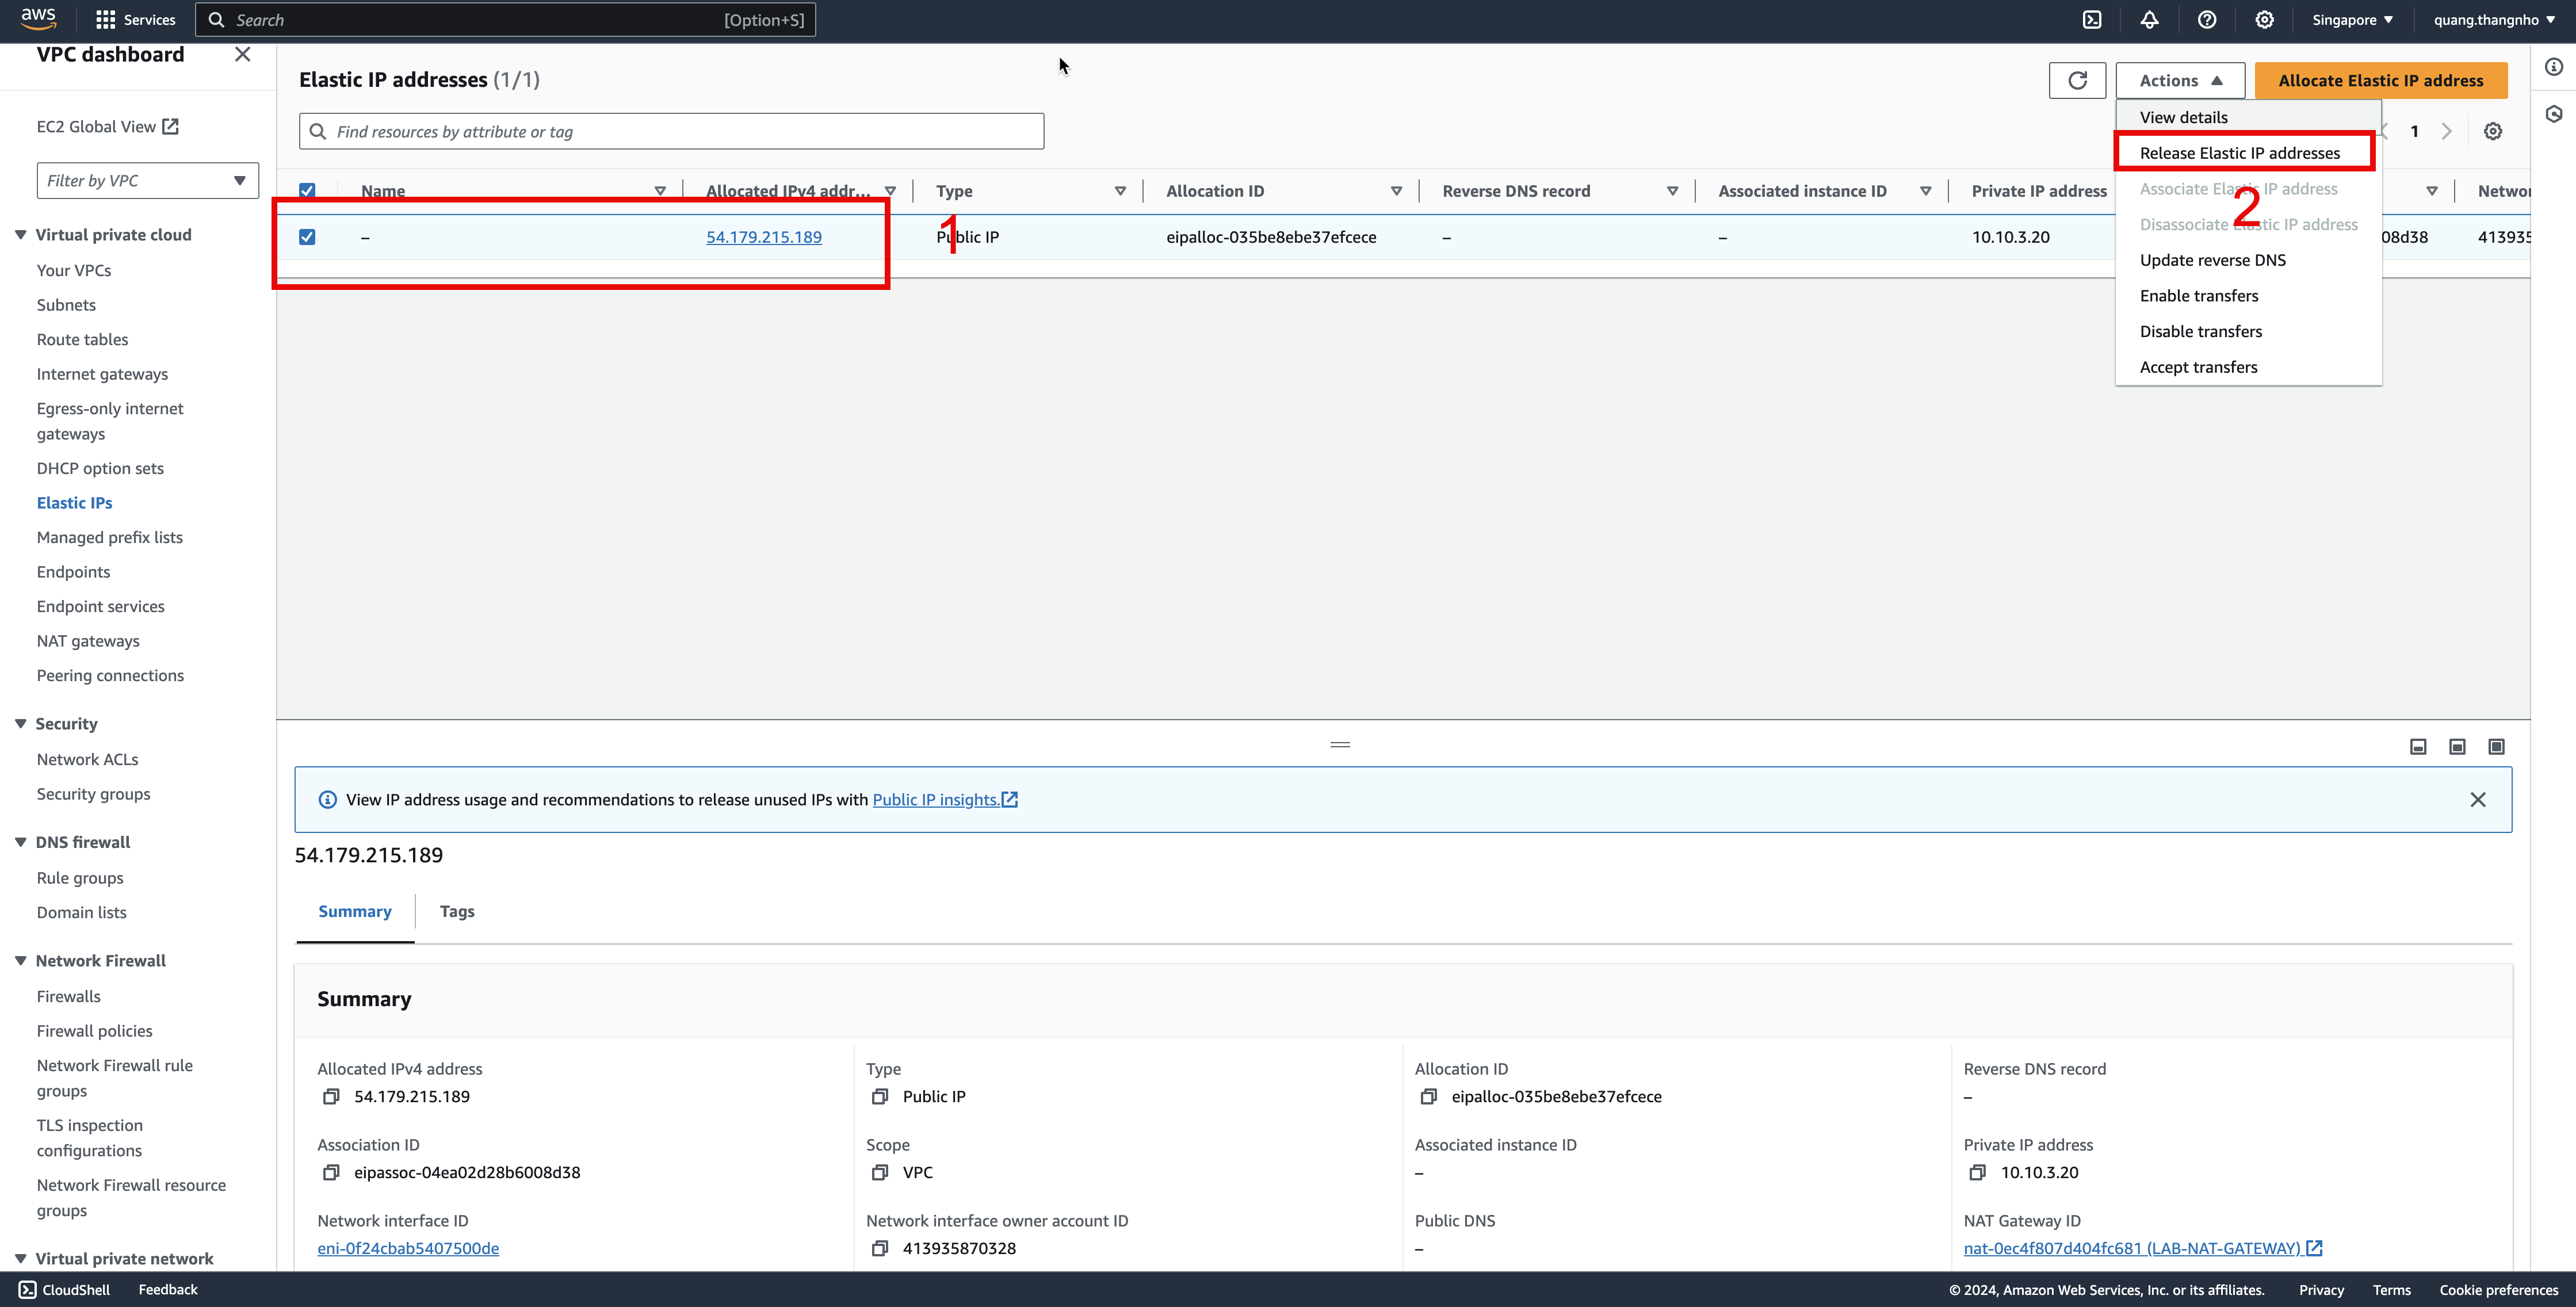 aws
Services
Search
[Option+S]
Singapore
quang.thangnho
VPC dashboard
EC2 Global View
Filter by VPC
Virtual private cloud
Your VPCs
Subnets
Route tables
Internet gateways
Egress-only internet
gateways
DHCP option sets
Elastic IPs
Managed prefix lists
Endpoints
Endpoint services
NAT gateways
Peering connections
Security
Network ACLs
Security groups
DNS firewall
Rule groups
Domain lists
Network Firewall
Firewalls
Firewall policies
Network Firewall rule
groups
TLS inspection
configurations
Network Firewall resource
groups
Virtual private network
Elastic IP addresses (1/1)
Actions
Allocate Elastic IP address
Find resources by attribute or tag
1
View details
Release Elastic IP addresses
Associate Elastic IP address
Disassociate Elastic IP address
Update reverse DNS
Enable transfers
Disable transfers
Accept transfers
2
Name
Allocated IPv4 addr...
Type
Allocation ID
Reverse DNS record
Associated instance ID
Private IP address
Networ
–
54.179.215.189
1
Public IP
eipalloc-035be8ebe37efcece
–
–
10.10.3.20
08d38
413935
View IP address usage and recommendations to release unused IPs with Public IP insights.
54.179.215.189
Summary
Tags
Summary
Allocated IPv4 address
54.179.215.189
Type
Public IP
Allocation ID
eipalloc-035be8ebe37efcece
Reverse DNS record
–
Association ID
eipassoc-04ea02d28b6008d38
Scope
VPC
Associated instance ID
–
Private IP address
10.10.3.20
Network interface ID
eni-0f24cbab5407500de
Network interface owner account ID
413935870328
Public DNS
–
NAT Gateway ID
nat-0ec4f807d404fc681 (LAB-NAT-GATEWAY)
CloudShell
Feedback
© 2024, Amazon Web Services, Inc. or its affiliates.
Privacy
Terms
Cookie preferences